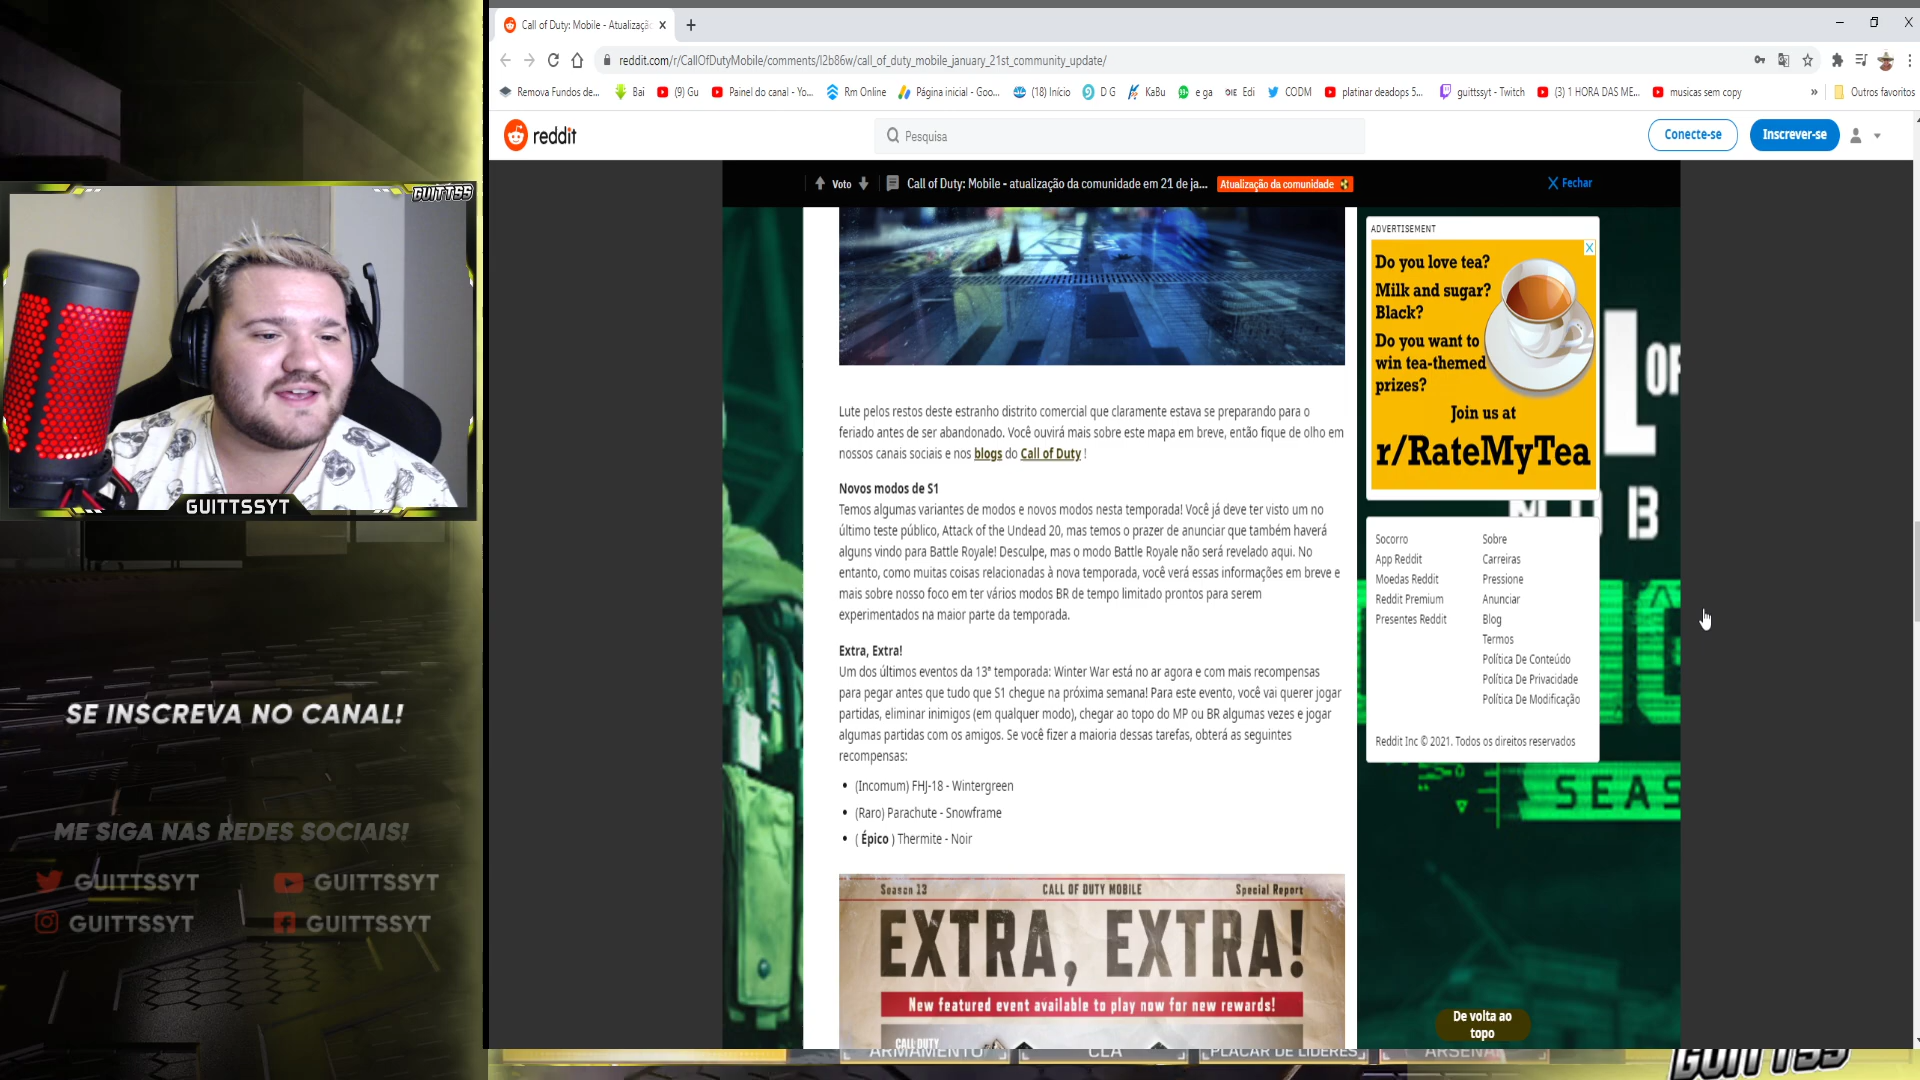 Call of Duty: Mobile - Atualizaçã
reddit.com/r/CallOfDutyMobile/comments/l2b86w/call_of_duty_mobile_january_21st_community_update/
Remova Fundos de... Bai (9) Gu Painel do canal - Yo... Rm Online Página inicial - Goo... (18) Início D G KaBu e ga Edi CODM platinar deadops 5... guittssyt - Twitch (3) 1 HORA DAS ME... musicas sem copy » Outros favoritos
reddit Pesquisa Conecte-se Inscrever-se
Voto Call of Duty: Mobile - atualização da comunidade em 21 de ja... Atualização da comunidade Fechar
GUITTSS
GUITTSSYT
SE INSCREVA NO CANAL!
ME SIGA NAS REDES SOCIAIS!
GUITTSSYT GUITTSSYT
GUITTSSYT GUITTSSYT
Lute pelos restos deste estranho distrito comercial que claramente estava se preparando para o
feriado antes de ser abandonado. Você ouvirá mais sobre este mapa em breve, então fique de olho em
nossos canais sociais e nos blogs do Call of Duty !
Novos modos de S1
Temos algumas variantes de modos e novos modos nesta temporada! Você já deve ter visto um no
último teste público, Attack of the Undead 20, mas temos o prazer de anunciar que também haverá
alguns vindo para Battle Royale! Desculpe, mas o modo Battle Royale não será revelado aqui. No
entanto, como muitas coisas relacionadas à nova temporada, você verá essas informações em breve e
mais sobre nosso foco em ter vários modos BR de tempo limitado prontos para serem
experimentados na maior parte da temporada.
Extra, Extra!
Um dos últimos eventos da 13ª temporada: Winter War está no ar agora e com mais recompensas
para pegar antes que tudo que S1 chegue na próxima semana! Para este evento, você vai querer jogar
partidas, eliminar inimigos (em qualquer modo), chegar ao topo do MP ou BR algumas vezes e jogar
algumas partidas com os amigos. Se você fizer a maioria dessas tarefas, obterá as seguintes
recompensas:
• (Incomum) FHJ-18 - Wintergreen
• (Raro) Parachute - Snowframe
• ( Épico ) Thermite - Noir
Season 13 CALL OF DUTY MOBILE Special Report
EXTRA, EXTRA!
New featured event available to play now for new rewards!
CALL DUTY
ADVERTISEMENT
Do you love tea?
Milk and sugar?
Black?
Do you want to
win tea-themed
prizes?
Join us at
r/RateMyTea
L OF
M O B
Socorro Sobre
App Reddit Carreiras
Moedas Reddit Pressione
Reddit Premium Anunciar
Presentes Reddit Blog
Termos
Política De Conteúdo
Política De Privacidade
Política De Modificação
Reddit Inc © 2021. Todos os direitos reservados
SEAS
De volta ao
topo
ARMAMENTO CLÃ PLACAR DE LÍDERES ARSENAL
GUITTSS